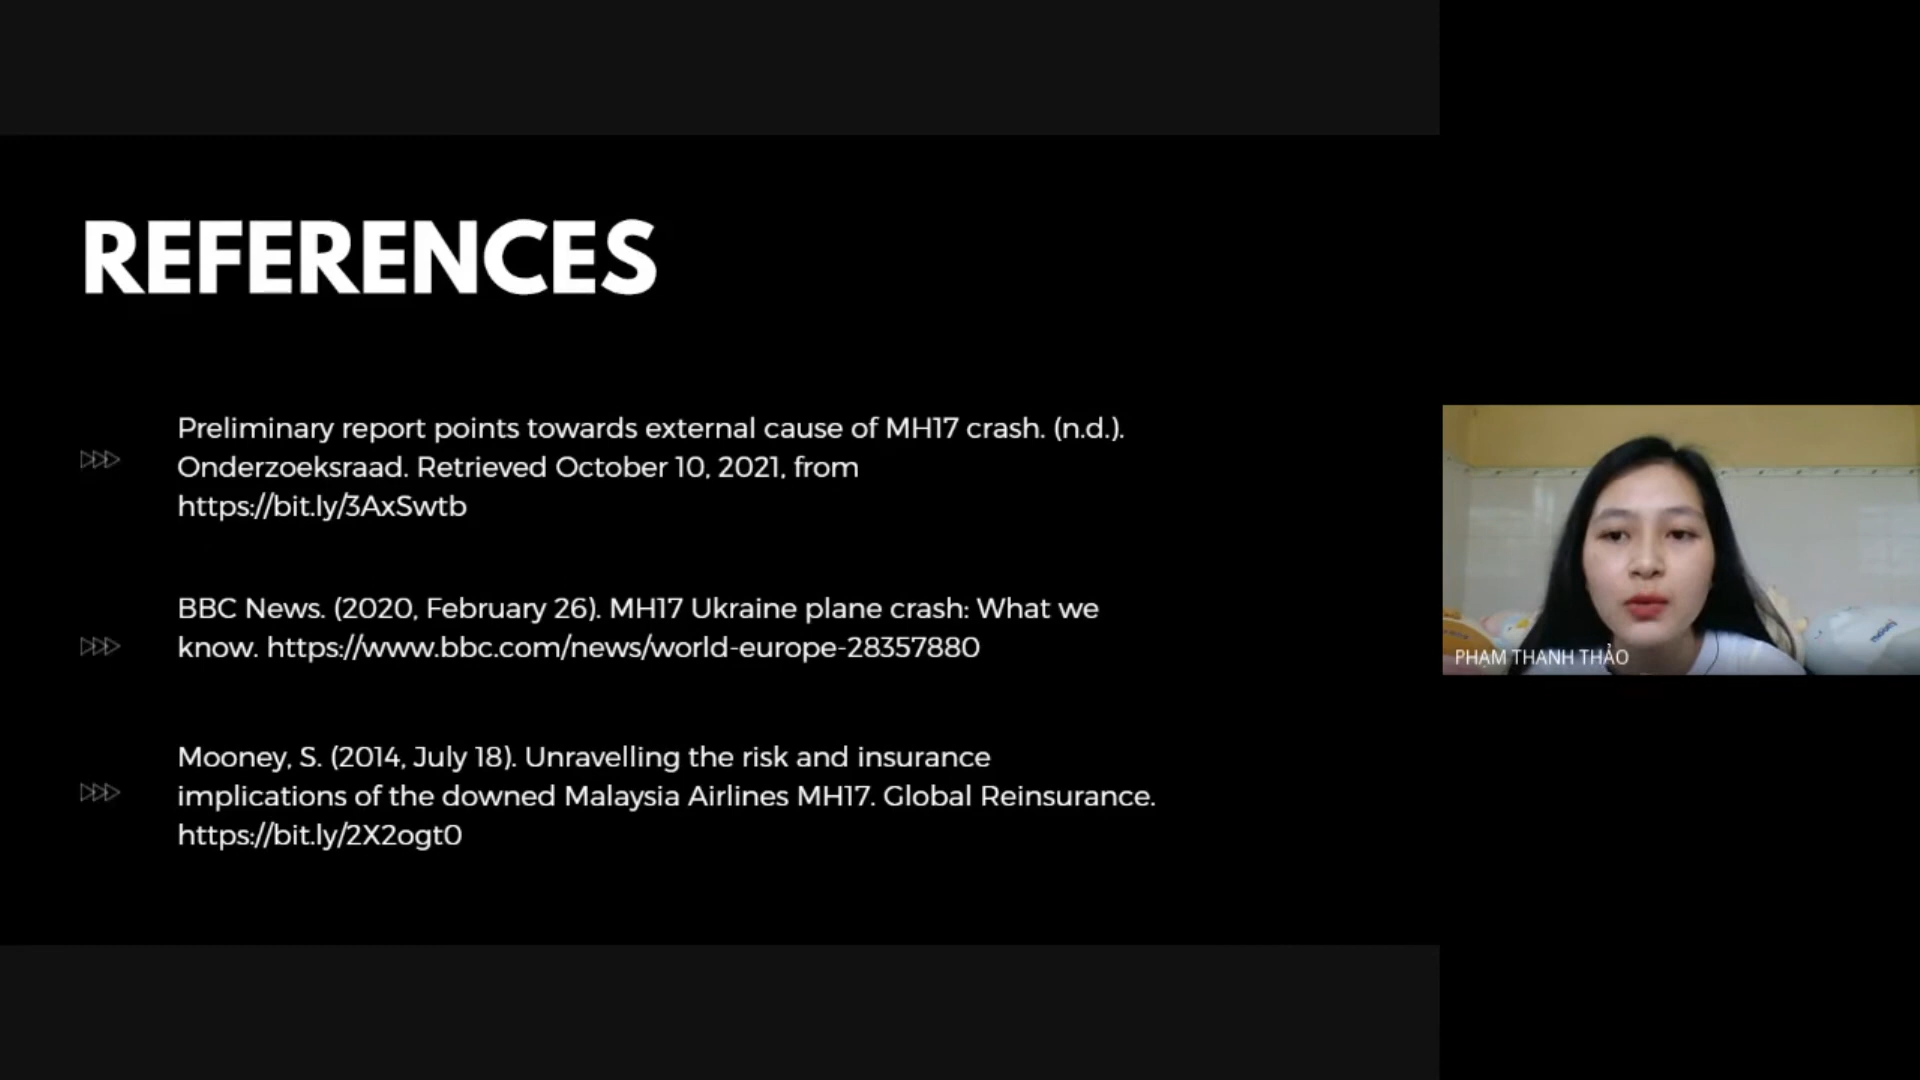 REFERENCES
Preliminary report points towards external cause of MH17 crash. (n.d.).
Onderzoeksraad. Retrieved October 10, 2021, from
https://bit.ly/3AxSwtb
BBC News. (2020, February 26). MH17 Ukraine plane crash: What we
know. https://www.bbc.com/news/world-europe-28357880
Mooney, S. (2014, July 18). Unravelling the risk and insurance
implications of the downed Malaysia Airlines MH17. Global Reinsurance.
https://bit.ly/2X2ogt0
PHẠM THANH THẢO